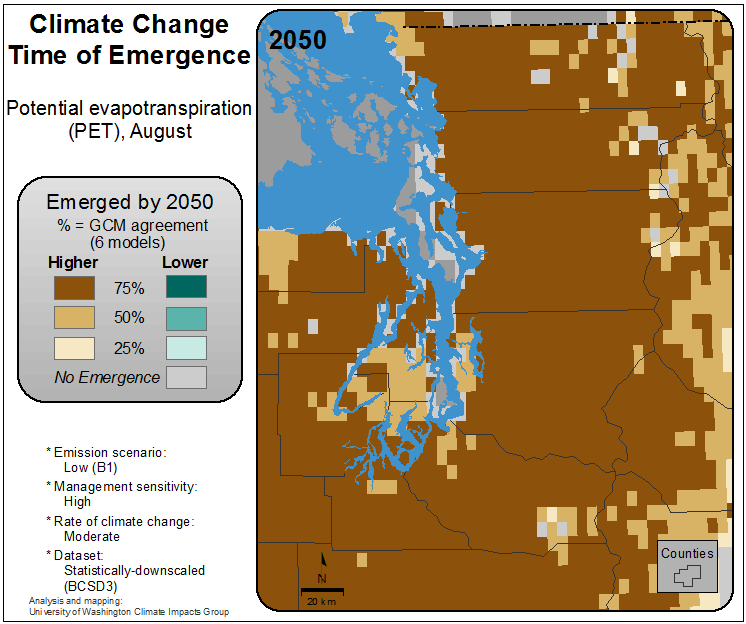 Climate Change
Time of Emergence
Potential evapotranspiration
(PET), August
Emerged by 2050
% = GCM agreement
(6 models)
Higher Lower
75%
50%
25%
No Emergence
* Emission scenario:
Low (B1)
* Management sensitivity:
High
* Rate of climate change:
Moderate
* Dataset:
Statistically-downscaled
(BCSD3)
Analysis and mapping:
University of Washington Climate Impacts Group
2050
N
20 km
Counties